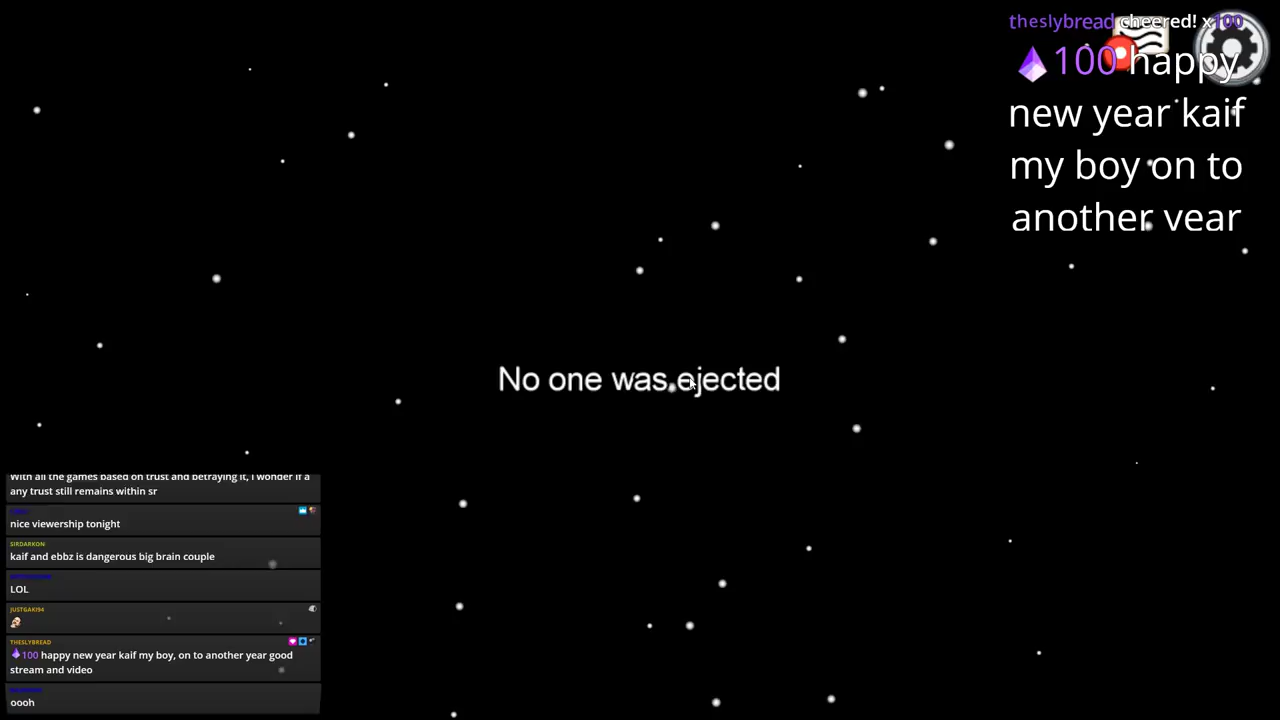 theslybread cheered! x100
100 happy
new year kaif
my boy on to
another year
No one was ejected
With all the games based on trust and betraying it, I wonder if a
any trust still remains within sr
nice viewership tonight
SIRDARKON
kaif and ebbz is dangerous big brain couple
LOL
JUSTGAKI94
THESLYBREAD
100 happy new year kaif my boy, on to another year good
stream and video
oooh